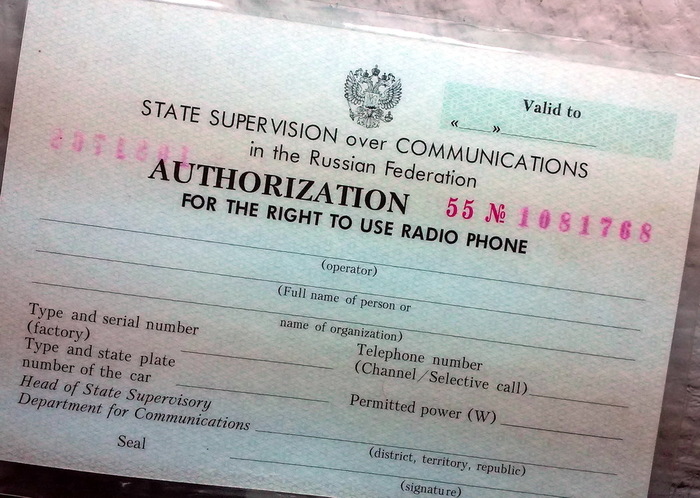 Valid to
« »
STATE SUPERVISION over COMMUNICATIONS
in the Russian Federation
AUTHORIZATION
55 № 1081768
FOR THE RIGHT TO USE RADIO PHONE
(operator)
(Full name of person or
name of organization)
Type and serial number
(factory)
Telephone number
(Channel/Selective call)
Type and state plate
number of the car
Permitted power (W)
Head of State Supervisory
Department for Communications
(district, territory, republic)
Seal
(signature)